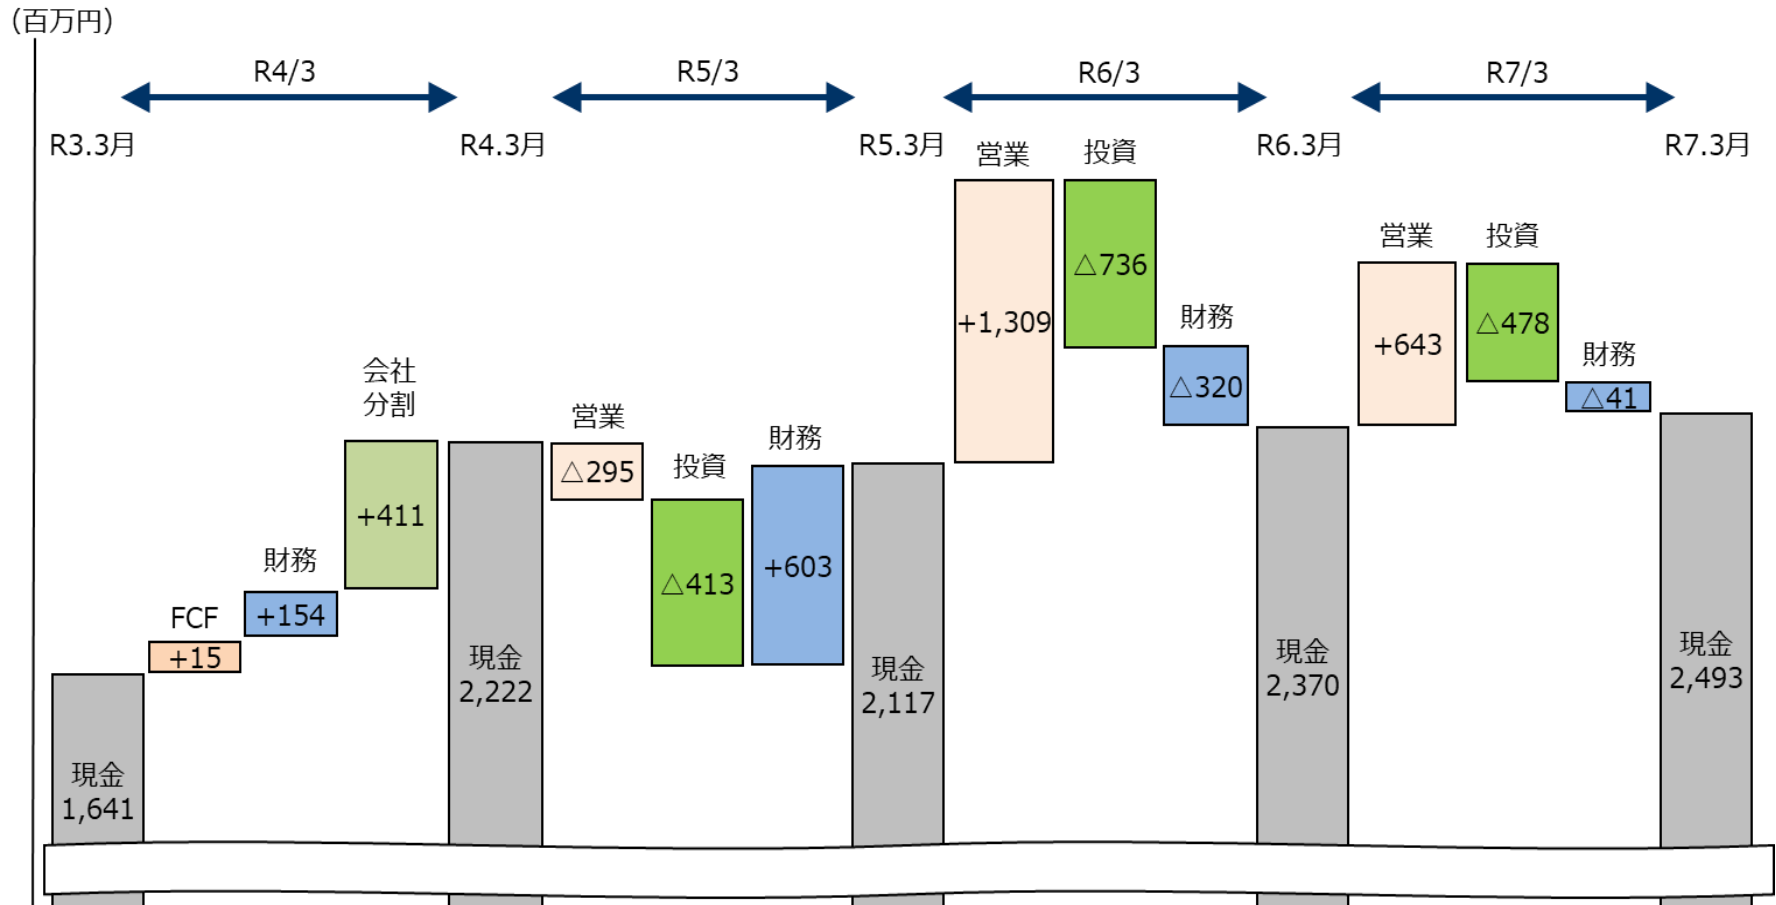 (百万円)
R4/3
R5/3
R6/3
R7/3
R3.3月
R4.3月
R5.3月
R6.3月
R7.3月
現金
1,641
FCF
+15
財務
+154
会社
分割
+411
現金
2,222
営業
△295
投資
△413
財務
+603
現金
2,117
営業
+1,309
投資
△736
財務
△320
現金
2,370
営業
+643
投資
△478
財務
△41
現金
2,493